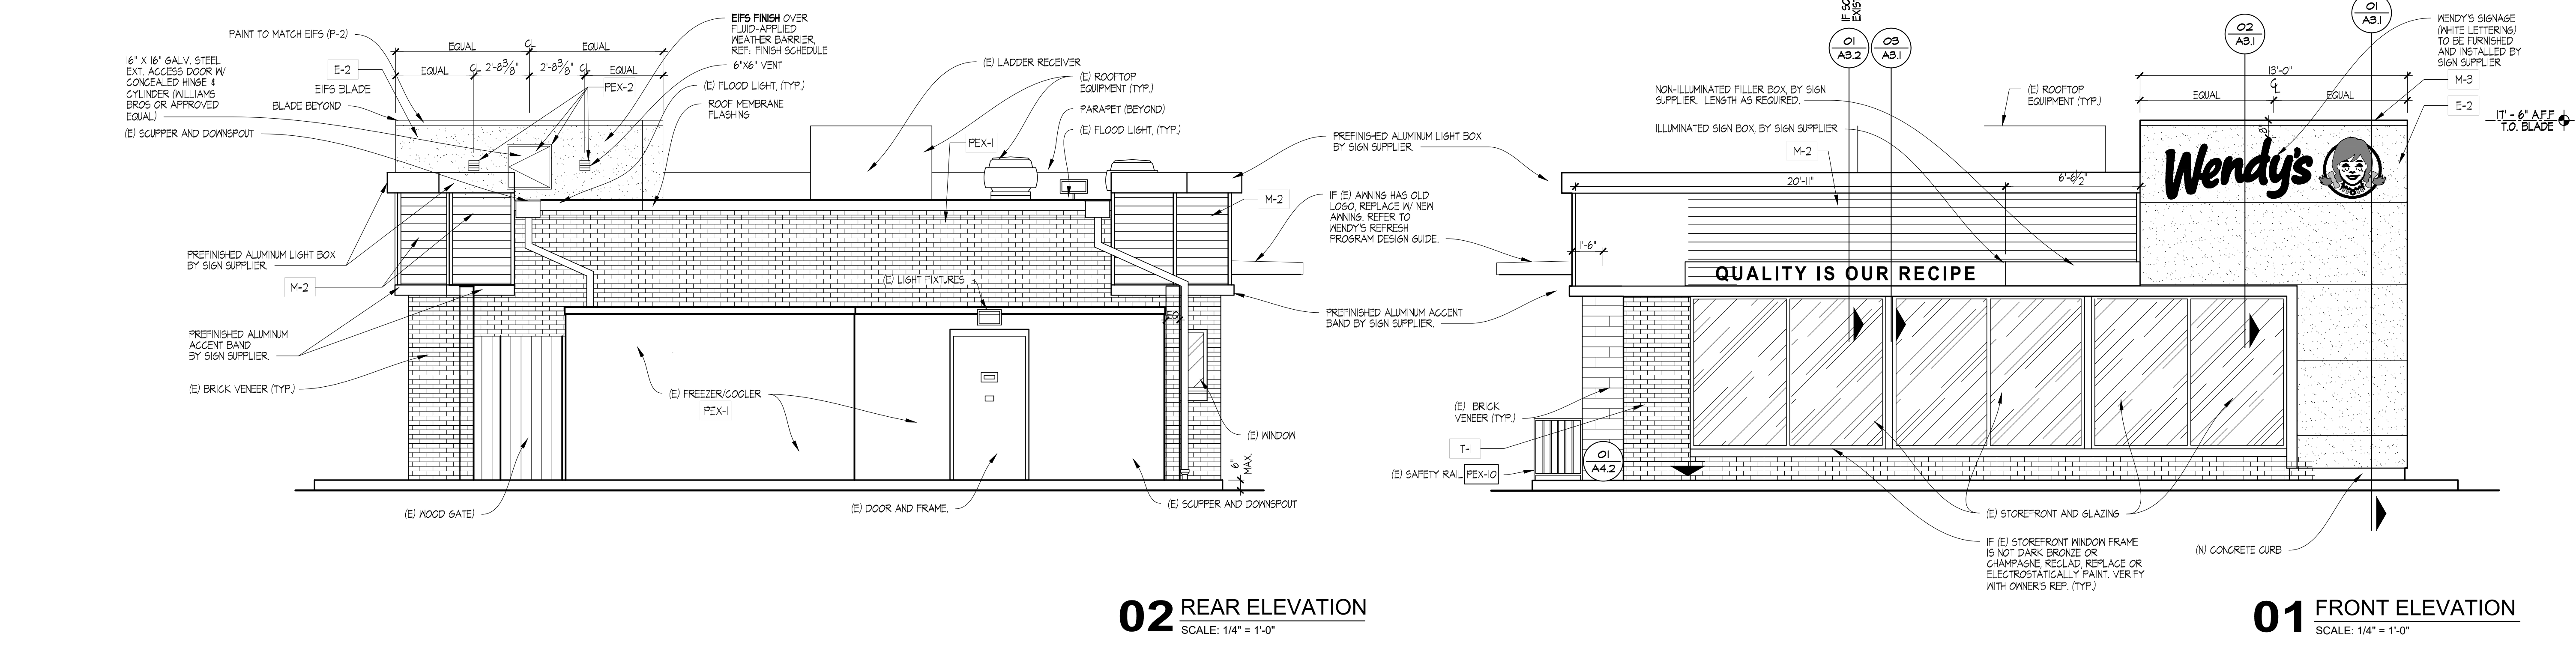 PAINT TO MATCH EIFS (P-2)
16" X 16" GALV. STEEL
EXT. ACCESS DOOR W/
CONCEALED HINGE &
CYLINDER (WILLIAMS
BROS OR APPROVED
EQUAL)
E-2
EIFS BLADE
BLADE BEYOND
(E) SCUPPER AND DOWNSPOUT
EQUAL
CL
EQUAL
EQUAL
CL
2'-8 3/8"
2'-8 3/8"
CL
EQUAL
PEX-2
EIFS FINISH OVER
FLUID-APPLIED
WEATHER BARRIER,
REF: FINISH SCHEDULE
6"X6" VENT
(E) FLOOD LIGHT, (TYP.)
ROOF MEMBRANE
FLASHING
(E) LADDER RECEIVER
(E) ROOFTOP
EQUIPMENT (TYP.)
PARAPET (BEYOND)
(E) FLOOD LIGHT, (TYP.)
PEX-1
M-2
PREFINISHED ALUMINUM LIGHT BOX
BY SIGN SUPPLIER.
M-2
PREFINISHED ALUMINUM
ACCENT BAND
BY SIGN SUPPLIER.
(E) BRICK VENEER (TYP.)
(E) WOOD GATE)
(E) LIGHT FIXTURES
EQ
(E) FREEZER/COOLER
PEX-1
(E) DOOR AND FRAME.
(E) WINDOW
6"
MAX.
(E) SCUPPER AND DOWNSPOUT
02
REAR ELEVATION
SCALE: 1/4" = 1'-0"
PREFINISHED ALUMINUM LIGHT BOX
BY SIGN SUPPLIER.
IF (E) AWNING HAS OLD
LOGO, REPLACE W/ NEW
AWNING. REFER TO
WENDY'S REFRESH
PROGRAM DESIGN GUIDE.
PREFINISHED ALUMINUM ACCENT
BAND BY SIGN SUPPLIER.
(E) BRICK
VENEER (TYP.)
T-1
(E) SAFETY RAIL
PEX-10
01
A4.2
IF SO
EXIS
01
A3.2
03
A3.1
02
A3.1
01
A3.1
NON-ILLUMINATED FILLER BOX, BY SIGN
SUPPLIER. LENGTH AS REQUIRED.
ILLUMINATED SIGN BOX, BY SIGN SUPPLIER
M-2
(E) ROOFTOP
EQUIPMENT (TYP.)
20'-11"
6'-6 1/2"
1'-6"
13'-0"
CL
EQUAL
EQUAL
8"
WENDY'S SIGNAGE
(WHITE LETTERING)
TO BE FURNISHED
AND INSTALLED BY
SIGN SUPPLIER
M-3
E-2
17' - 6" A.F.F
T.O. BLADE
Wendy's
QUALITY IS OUR RECIPE
(E) STOREFRONT AND GLAZING
IF (E) STOREFRONT WINDOW FRAME
IS NOT DARK BRONZE OR
CHAMPAGNE, RECLAD, REPLACE OR
ELECTROSTATICALLY PAINT. VERIFY
WITH OWNER'S REP. (TYP.)
(N) CONCRETE CURB
01
FRONT ELEVATION
SCALE: 1/4" = 1'-0"